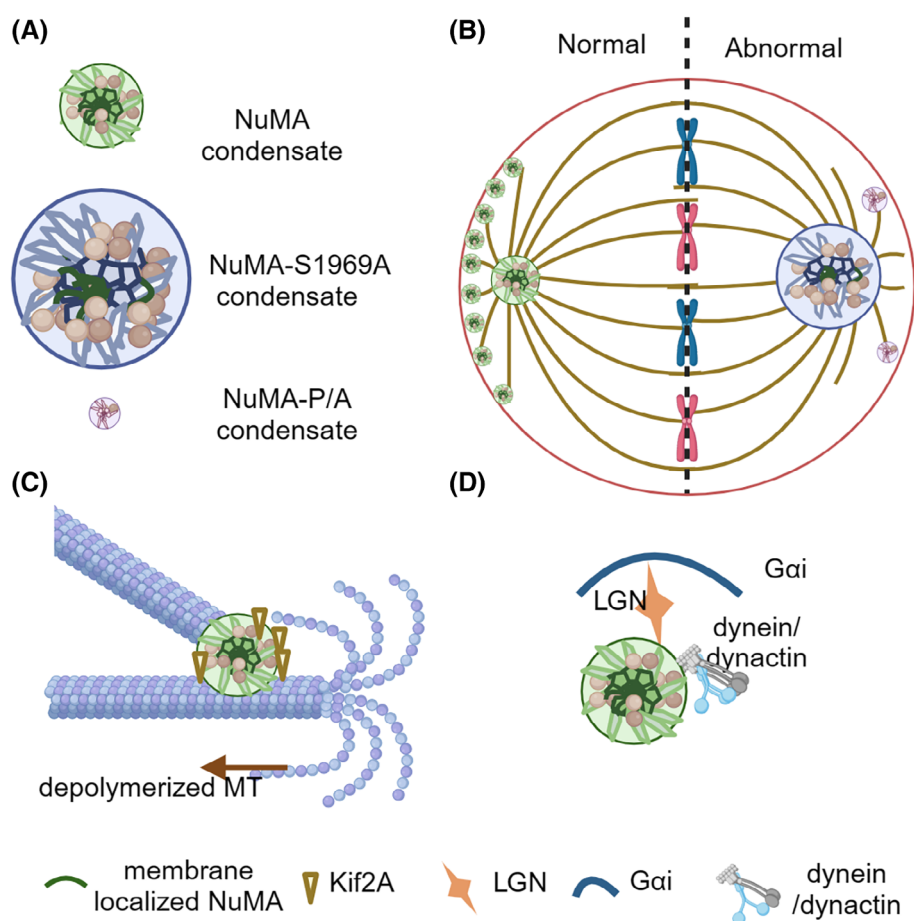 (A)
NuMA
condensate
NuMA-S1969A
condensate
NuMA-P/A
condensate
(B)
Normal
Abnormal
(C)
depolymerized MT
(D)
Gαi
LGN
dynein/
dynactin
membrane
localized NuMA
Kif2A
LGN
Gαi
dynein
/dynactin